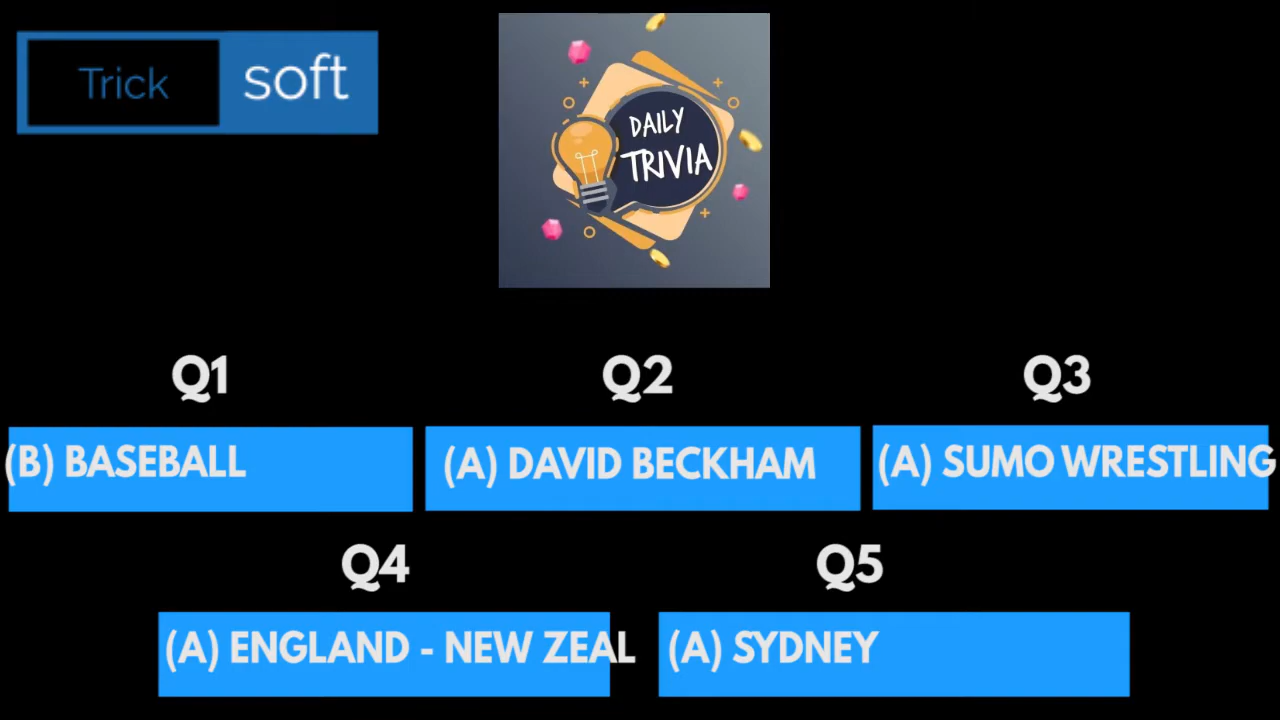 Trick soft
DAILY
TRIVIA
Q1 Q2 Q3
(B) BASEBALL (A) DAVID BECKHAM (A) SUMO WRESTLING
Q4 Q5
(A) ENGLAND - NEW ZEAL (A) SYDNEY